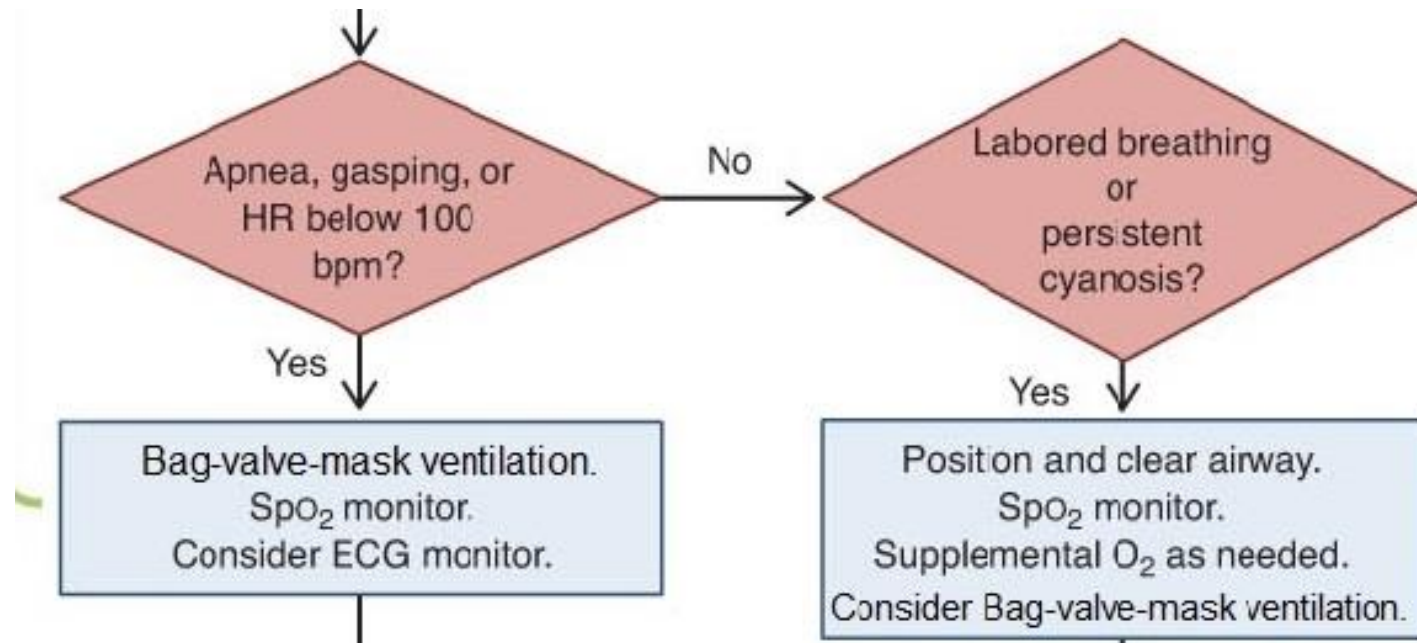 Apnea, gasping, or
HR below 100
bpm?
No
Labored breathing
or
persistent
cyanosis?
Yes
Bag-valve-mask ventilation.
SpO₂ monitor.
Consider ECG monitor.
Yes
Position and clear airway.
SpO₂ monitor.
Supplemental O₂ as needed.
Consider Bag-valve-mask ventilation.